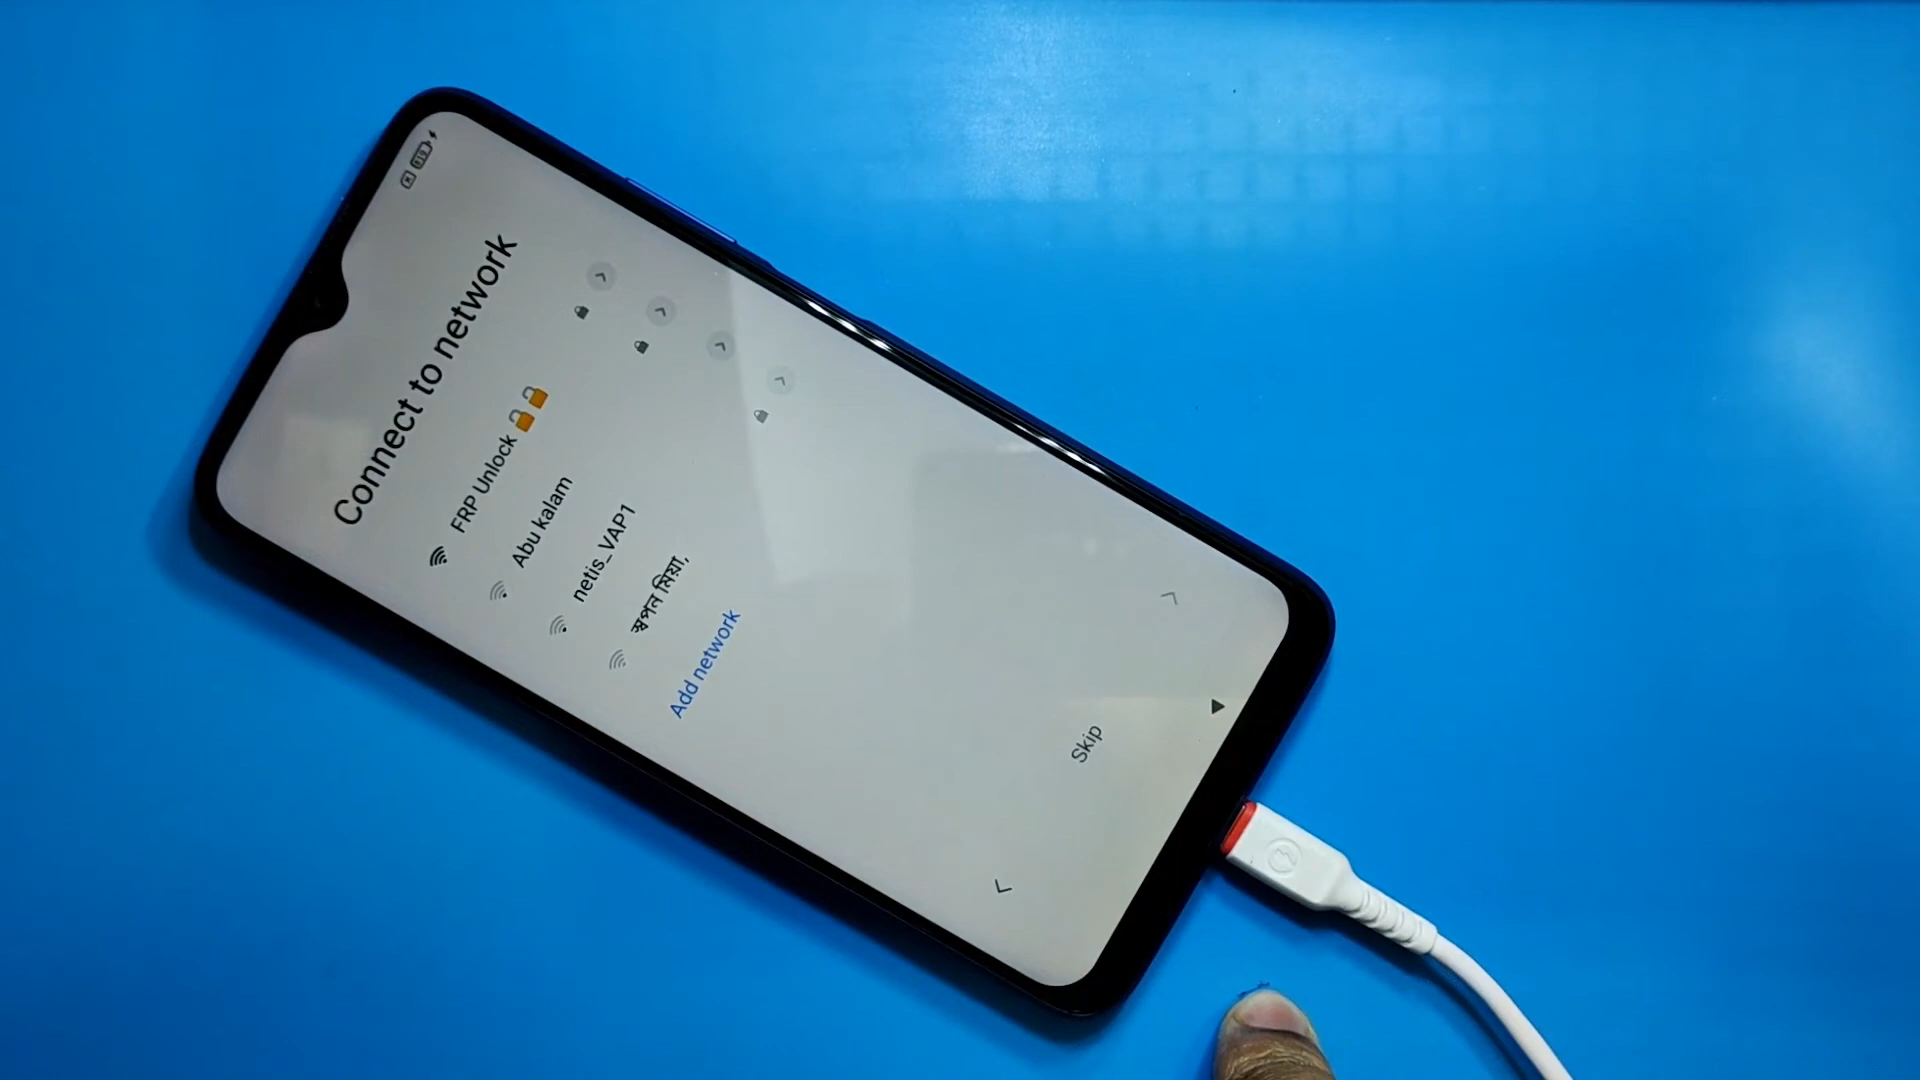 Connect to network
FRP Unlock 🔒🔒
Abu kalam
netis_VAP1
স্বপন মিয়া,
Add network
Skip